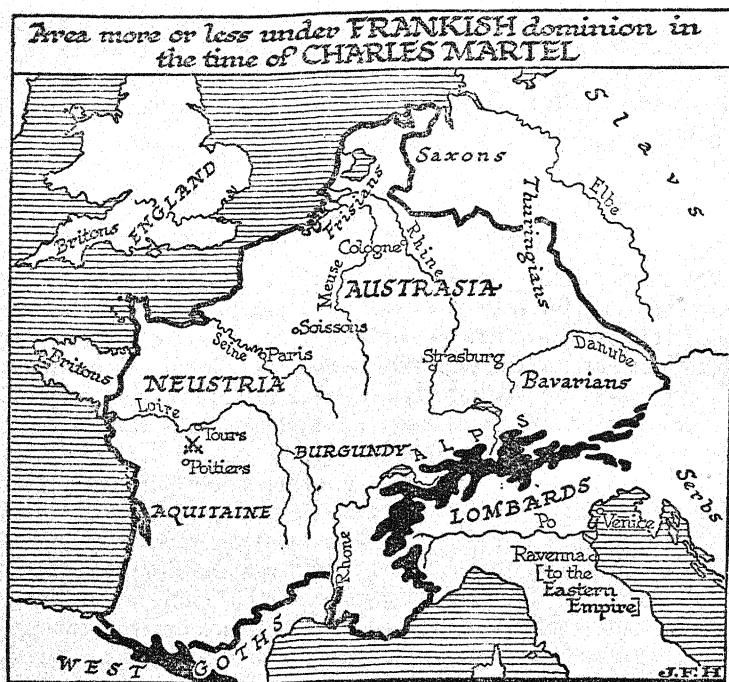 Area more or less under FRANKISH dominion in
the time of CHARLES MARTEL
Slavs
Saxons
ENGLAND
Britons
Frisians
Thuringians
Elbe
Cologne
Rhine
Meuse
AUSTRASIA
Soissons
Seine
Paris
Strasburg
Danube
Britons
NEUSTRIA
Bavarians
Loire
Tours
Poitiers
BURGUNDY
ALPS
AQUITAINE
LOMBARDS
Serbs
Po
Venice
Rhone
Ravenna
[to the
Eastern
Empire]
WEST GOTHS
J.F.H